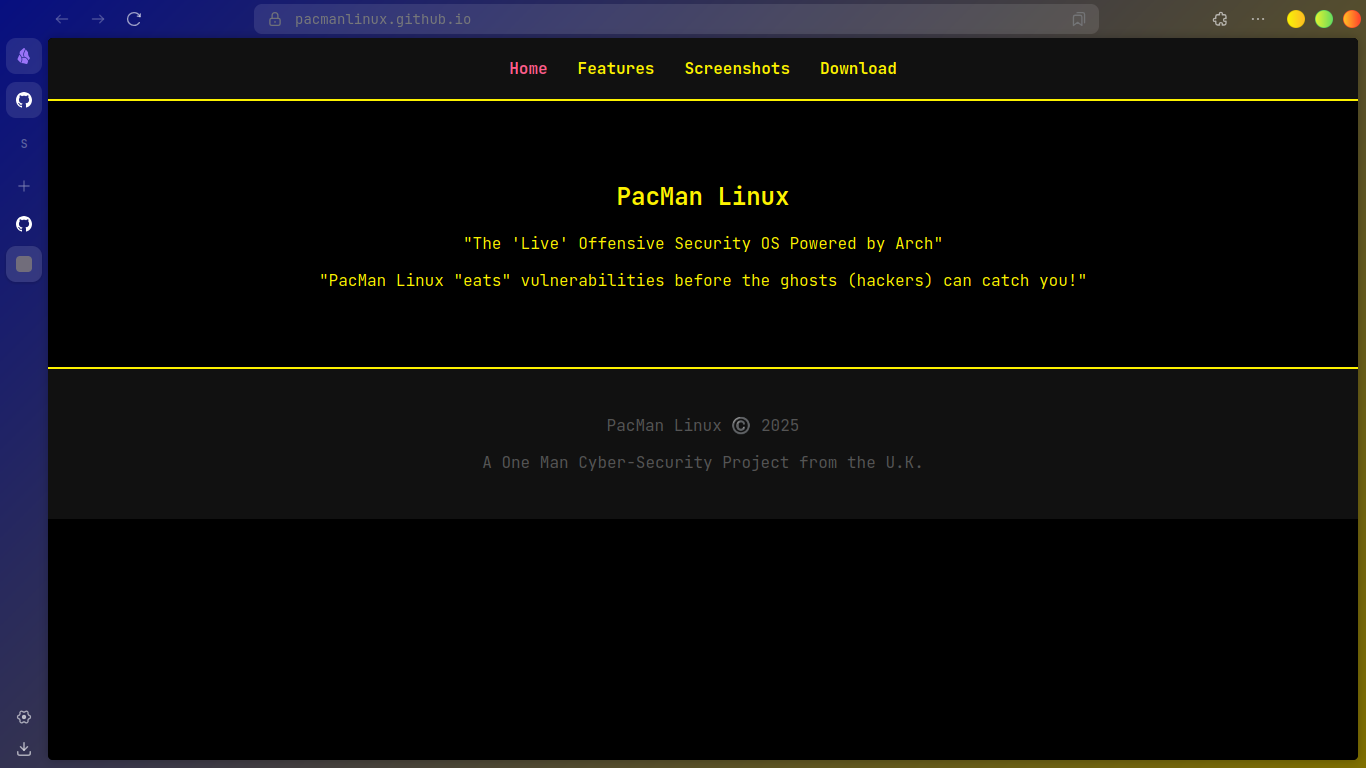 pacmanlinux.github.io
S
Home Features Screenshots Download
PacMan Linux
"The 'Live' Offensive Security OS Powered by Arch"
"PacMan Linux "eats" vulnerabilities before the ghosts (hackers) can catch you!"
PacMan Linux © 2025
A One Man Cyber-Security Project from the U.K.